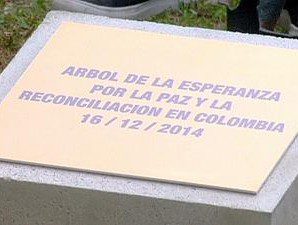 ARBOL DE LA ESPERANZA
POR LA PAZ Y LA
RECONCILIACION EN COLOMBIA
16 / 12 / 2014